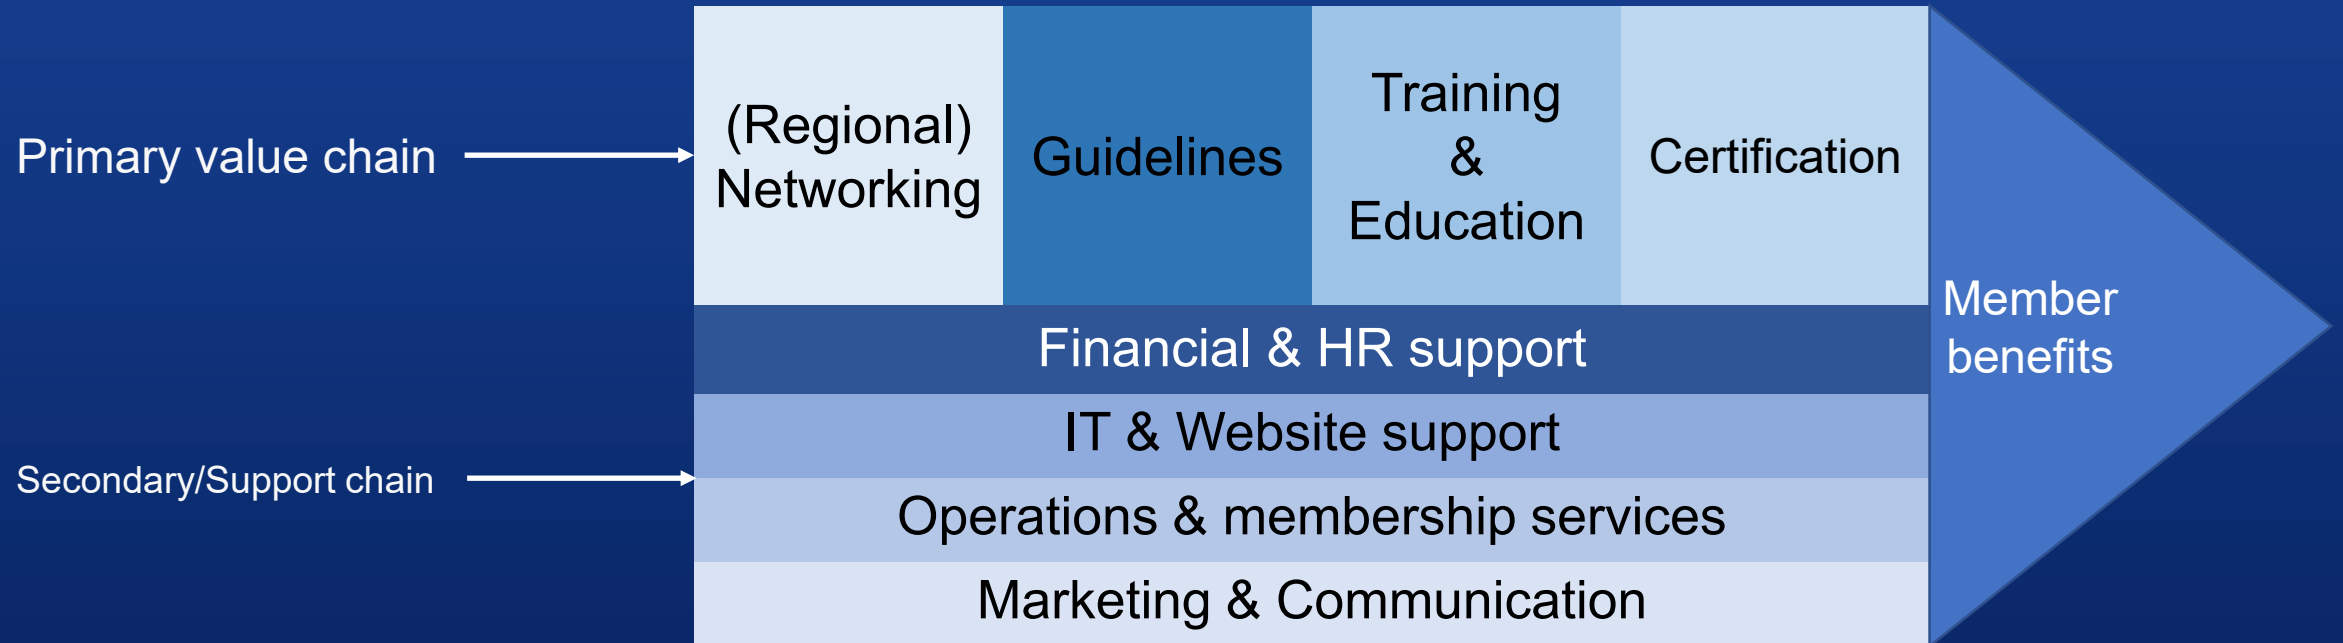 Primary value chain
(Regional)
Networking
Guidelines
Training
&
Education
Certification
Member
benefits
Financial & HR support
IT & Website support
Secondary/Support chain
Operations & membership services
Marketing & Communication